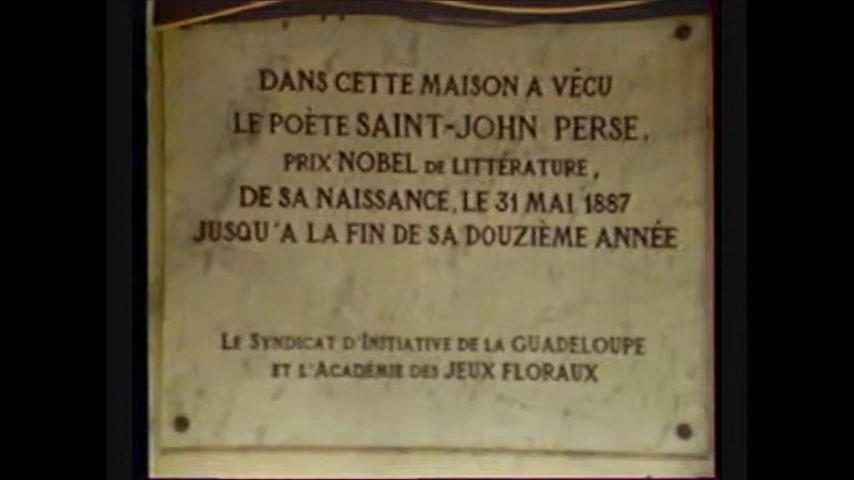 DANS CETTE MAISON A VÉCU
LE POÈTE SAINT-JOHN PERSE,
PRIX NOBEL DE LITTÉRATURE,
DE SA NAISSANCE, LE 31 MAI 1887
JUSQU'A LA FIN DE SA DOUZIÈME ANNÉE
LE SYNDICAT D'INITIATIVE DE LA GUADELOUPE
ET L'ACADÉMIE DES JEUX FLORAUX